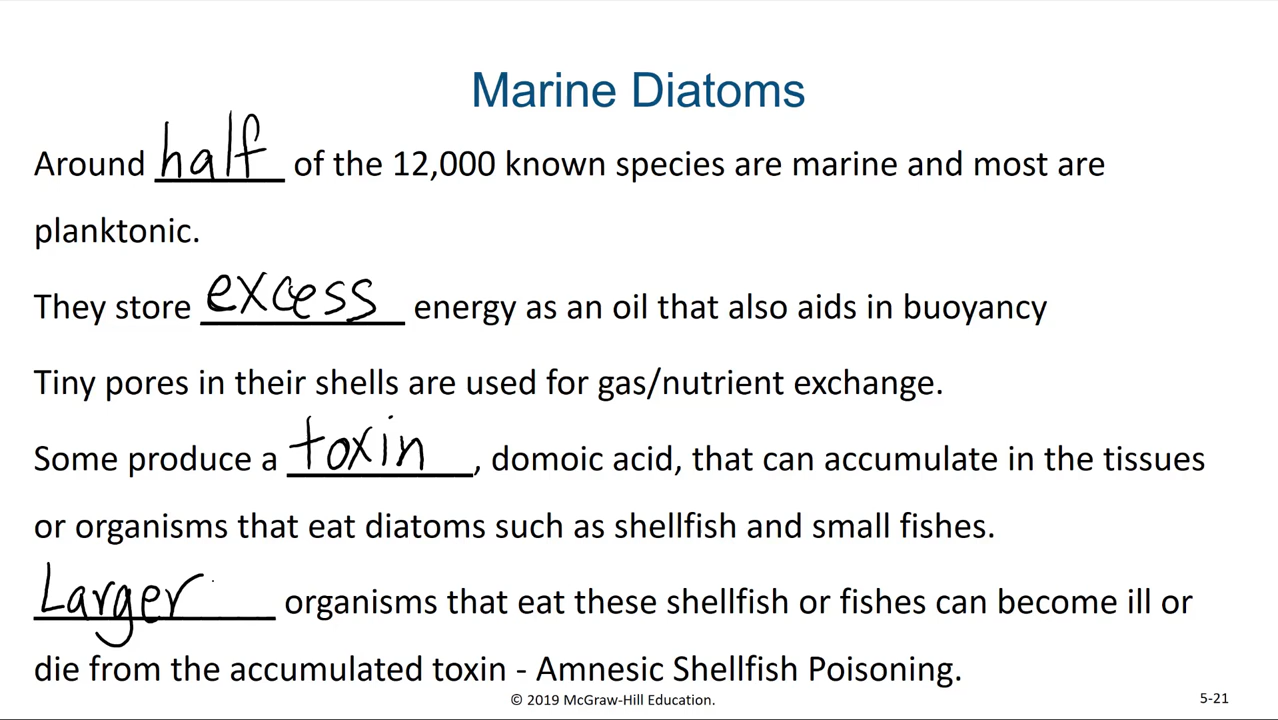 Marine Diatoms
Around half of the 12,000 known species are marine and most are
planktonic.
They store excess energy as an oil that also aids in buoyancy
Tiny pores in their shells are used for gas/nutrient exchange.
Some produce a toxin, domoic acid, that can accumulate in the tissues
or organisms that eat diatoms such as shellfish and small fishes.
Larger organisms that eat these shellfish or fishes can become ill or
die from the accumulated toxin - Amnesic Shellfish Poisoning.
© 2019 McGraw-Hill Education.
5-21